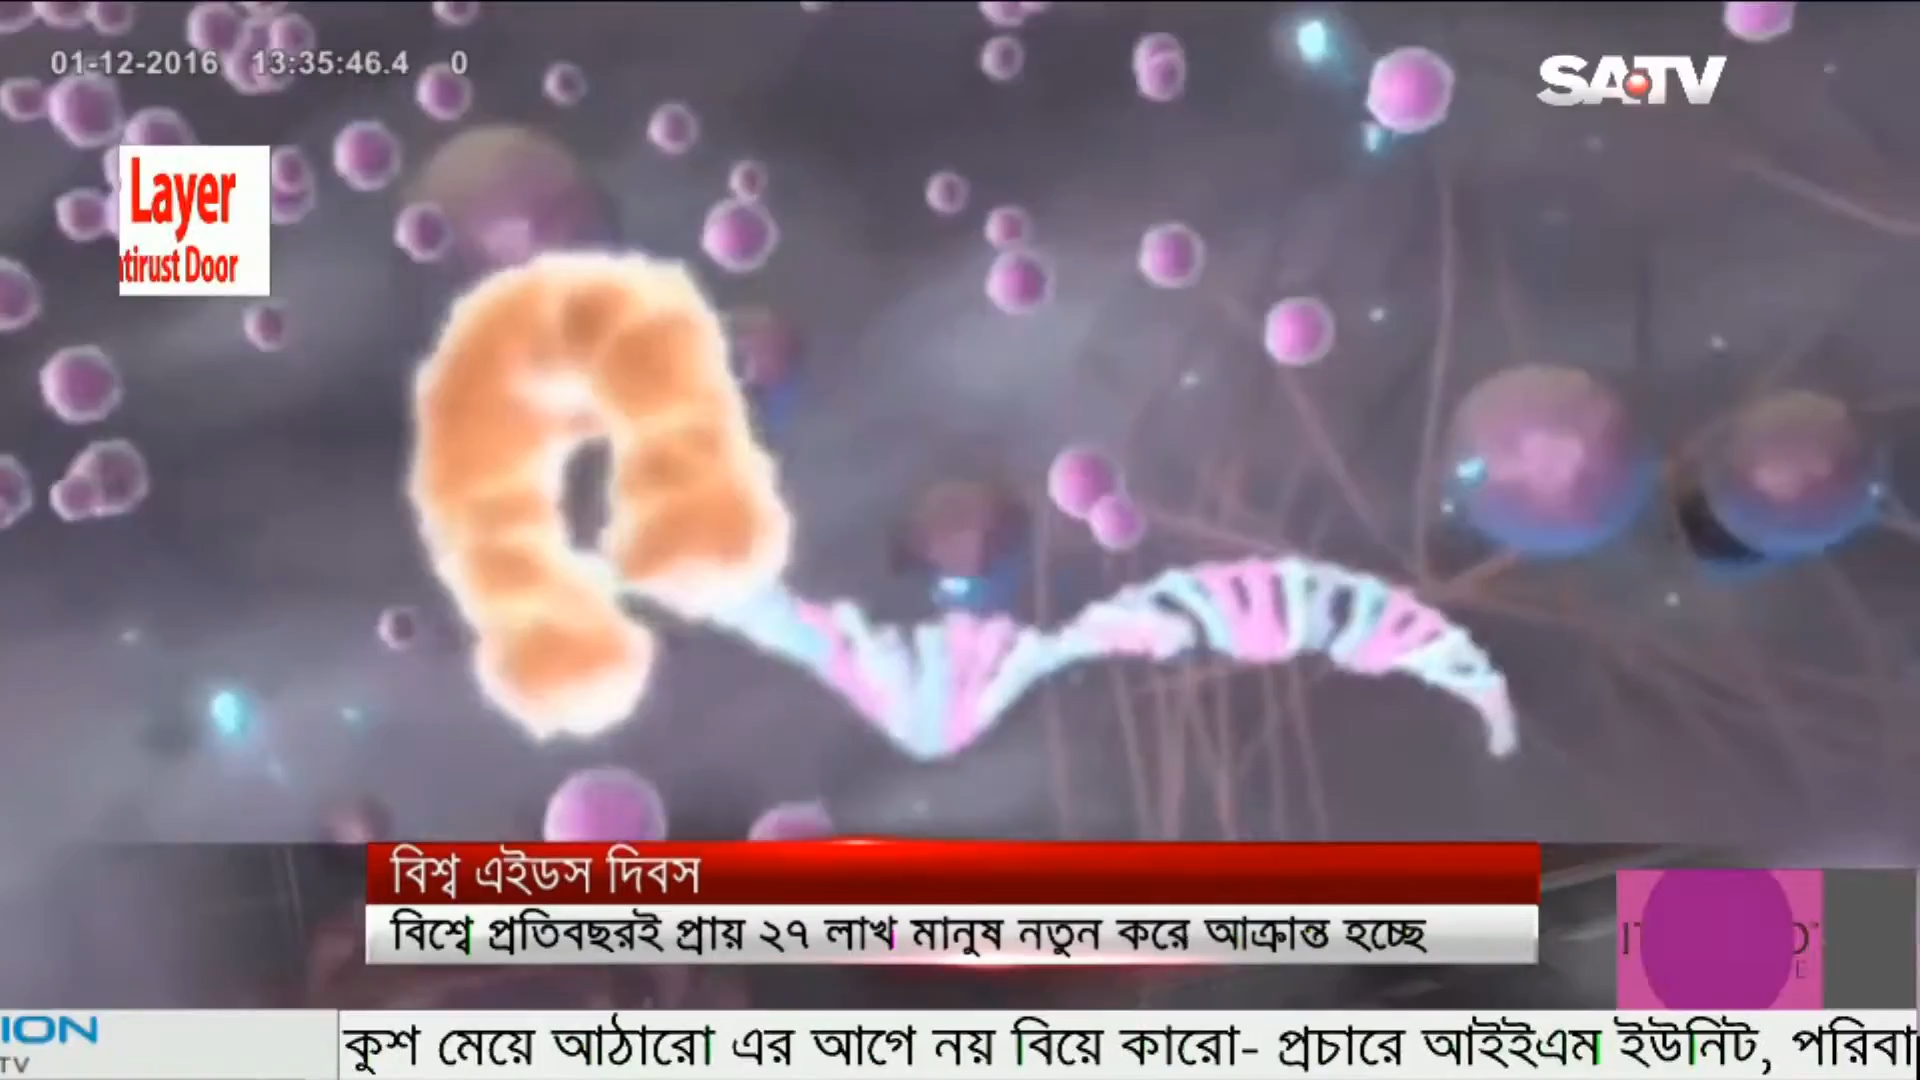 01-12-2016 13:35:46.4 0
SATV
Layer
tirust Door
বিশ্ব এইডস দিবস
বিশ্বে প্রতিবছরই প্রায় ২৭ লাখ মানুষ নতুন করে আক্রান্ত হচ্ছে
ION
TV
কুশ মেয়ে আঠারো এর আগে নয় বিয়ে কারো- প্রচারে আইইএম ইউনিট, পরিবা